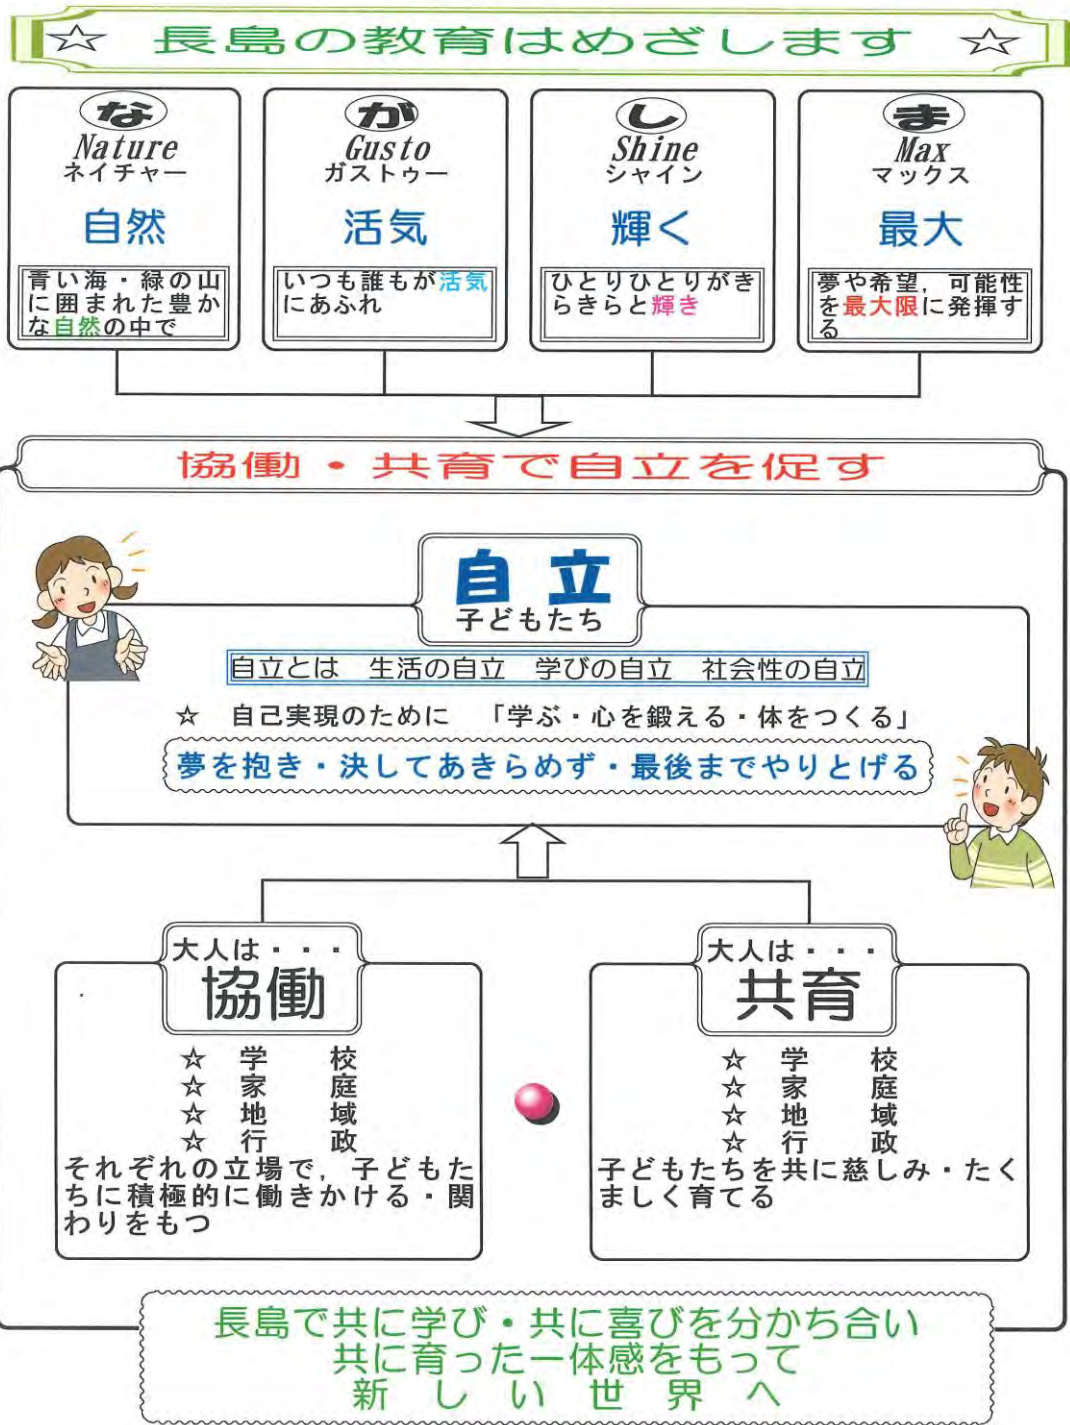 ☆ 長島の教育はめざします ☆
な
Nature
ネイチャー
自然
青い海・緑の山
に囲まれた豊か
な自然の中で
が
Gusto
ガストゥー
活気
いつも誰もが活気
にあふれ
し
Shine
シャイン
輝く
ひとりひとりがき
らきらと輝き
ま
Max
マックス
最大
夢や希望，可能性
を最大限に発揮す
る
協働・共育で自立を促す
自立
子どもたち
自立とは　生活の自立　学びの自立　社会性の自立
☆　自己実現のために　「学ぶ・心を鍛える・体をつくる」
夢を抱き・決してあきらめず・最後までやりとげる
大人は・・・
協働
☆　学　　校
☆　家　　庭
☆　地　　域
☆　行　　政
それぞれの立場で，子どもた
ちに積極的に働きかける・関
わりをもつ
大人は・・・
共育
☆　学　　校
☆　家　　庭
☆　地　　域
☆　行　　政
子どもたちを共に慈しみ・たく
ましく育てる
長島で共に学び・共に喜びを分かち合い
共に育った一体感をもって
新　し　い　世　界　へ